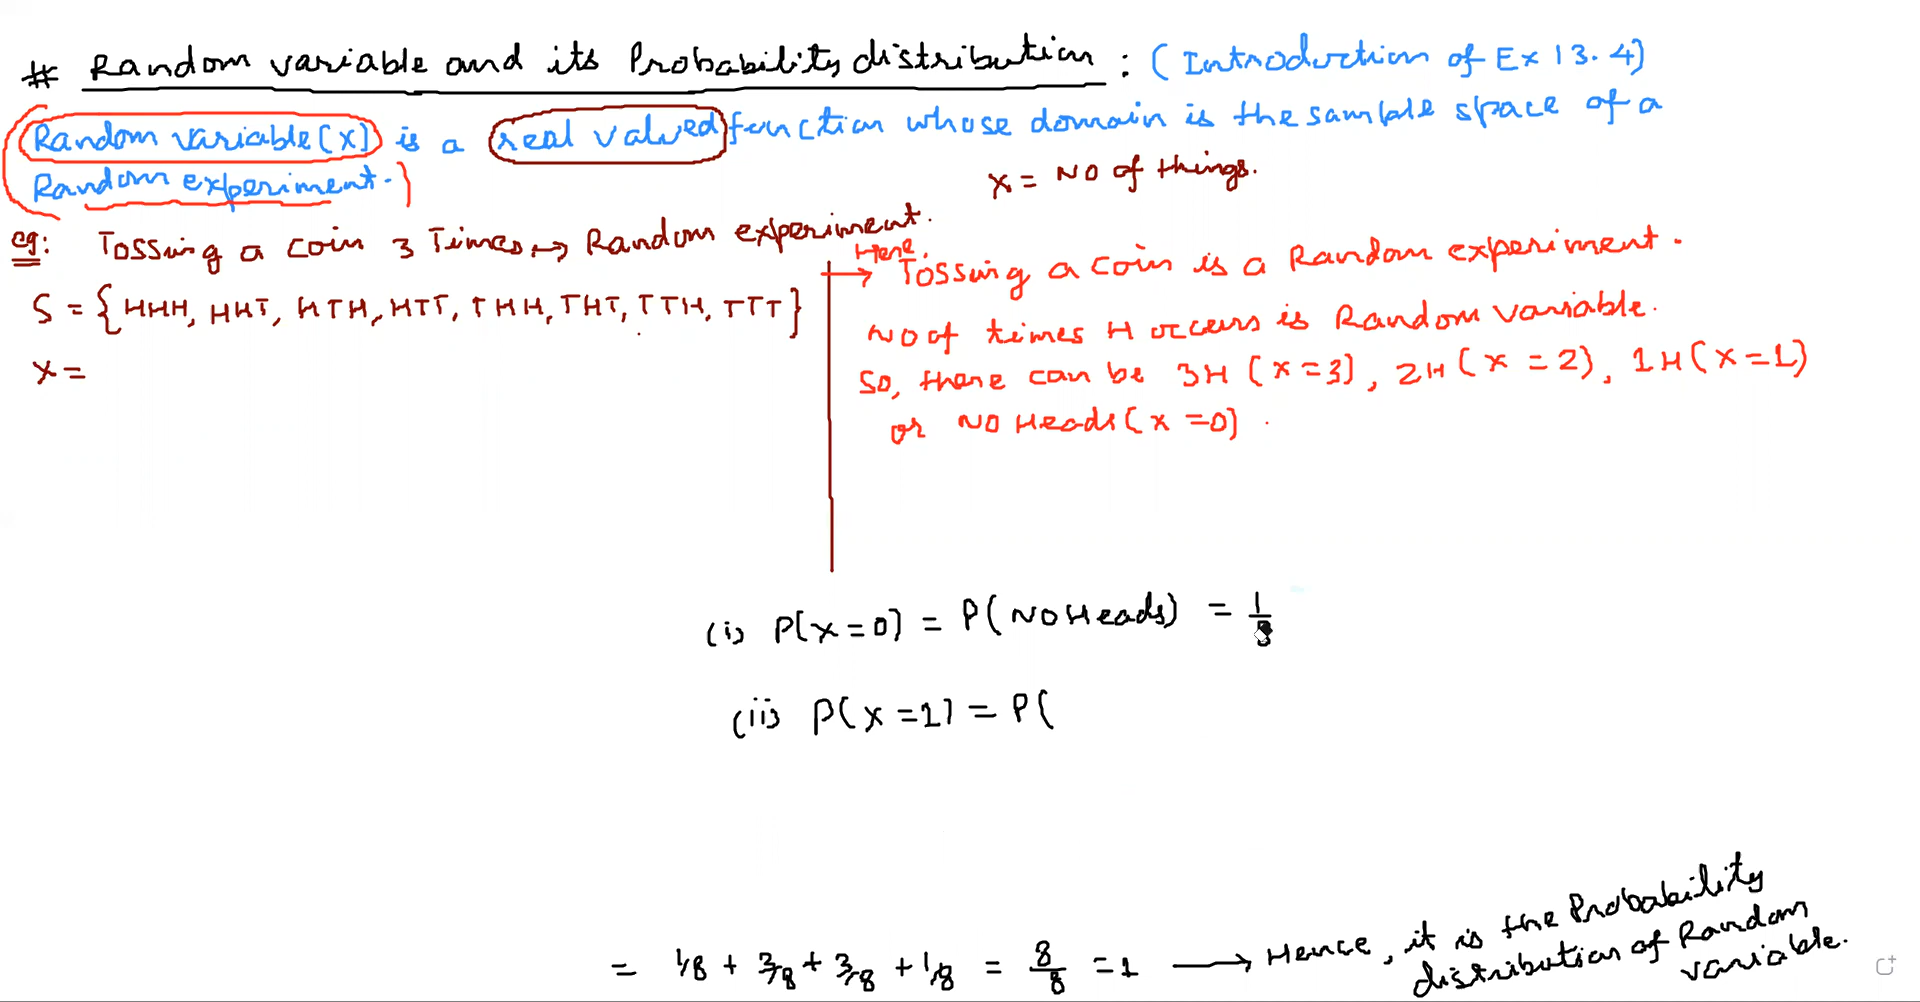 # Random variable and its Probability distribution : (Introduction of Ex 13.4)
Random variable(x) is a real valued function whose domain is the sample space of a
Random experiment.
x = NO of things.
eg: Tossing a coin 3 Times → Random experiment.
S = {HHH, HHT, HTH, HTT, THH, THT, TTH, TTT}
x =
Here, → Tossing a coin is a Random experiment.
NO of times H occurs is Random variable.
So, there can be 3H (x=3), 2H (x = 2), 1H (x=1)
or NO Heads (x =0).
(i) P(x=0) = P(NO Heads) = 1/8
(ii) P(x=1) = P(
= 1/8 + 3/8 + 3/8 + 1/8 = 8/8 = 1 → Hence, it is the Probability
distribution of Random
variable.